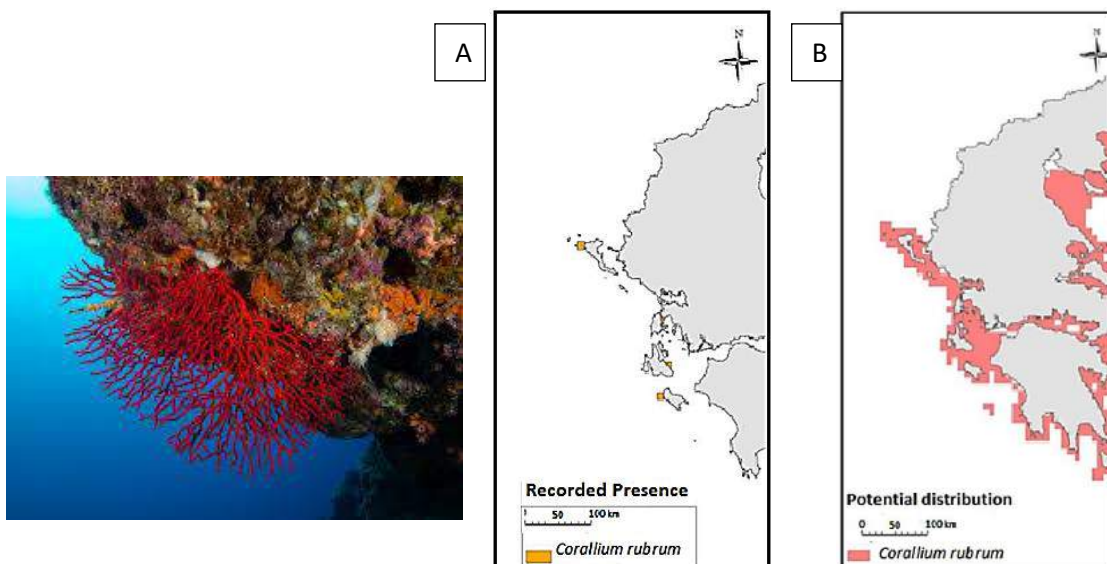 A
N
Recorded Presence
50 100 km
Corallium rubrum
B
N
Potential distribution
0 50 100 km
Corallium rubrum